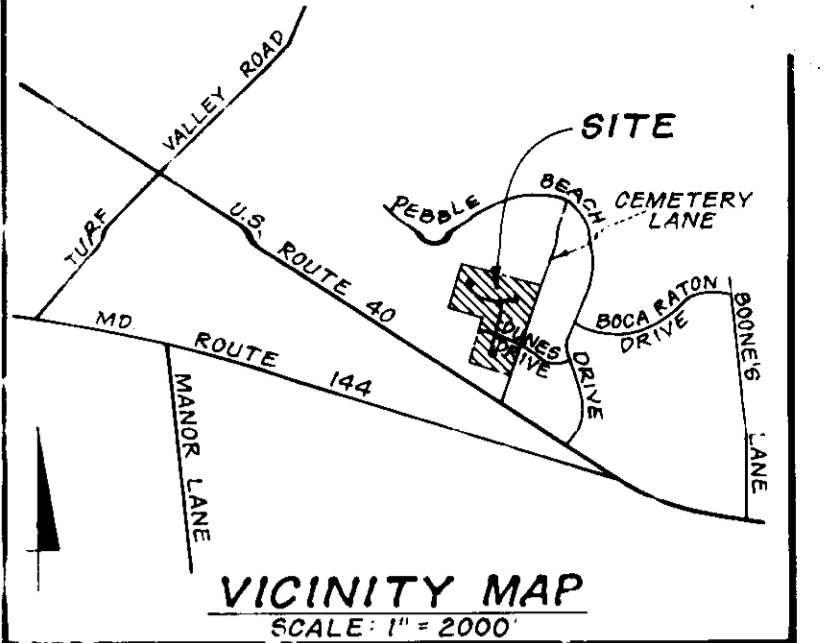 TURF VALLEY ROAD
SITE
PEBBLE BEACH DRIVE
CEMETERY
LANE
U.S. ROUTE 40
BOCA RATON
DRIVE
BOONE'S LANE
DUNES
DRIVE
MD. ROUTE 144
MANOR LANE
VICINITY MAP
SCALE: 1" = 2000'